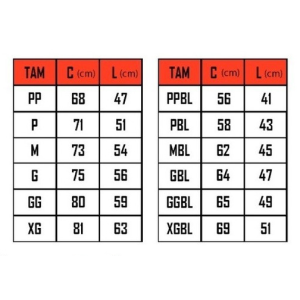 TAM C (cm) L (cm)
PP 68 47
P 71 51
M 73 54
G 75 56
GG 80 59
XG 81 63
TAM C (cm) L (cm)
PPBL 56 41
PBL 58 43
MBL 62 45
GBL 64 47
GGBL 65 49
XGBL 69 51